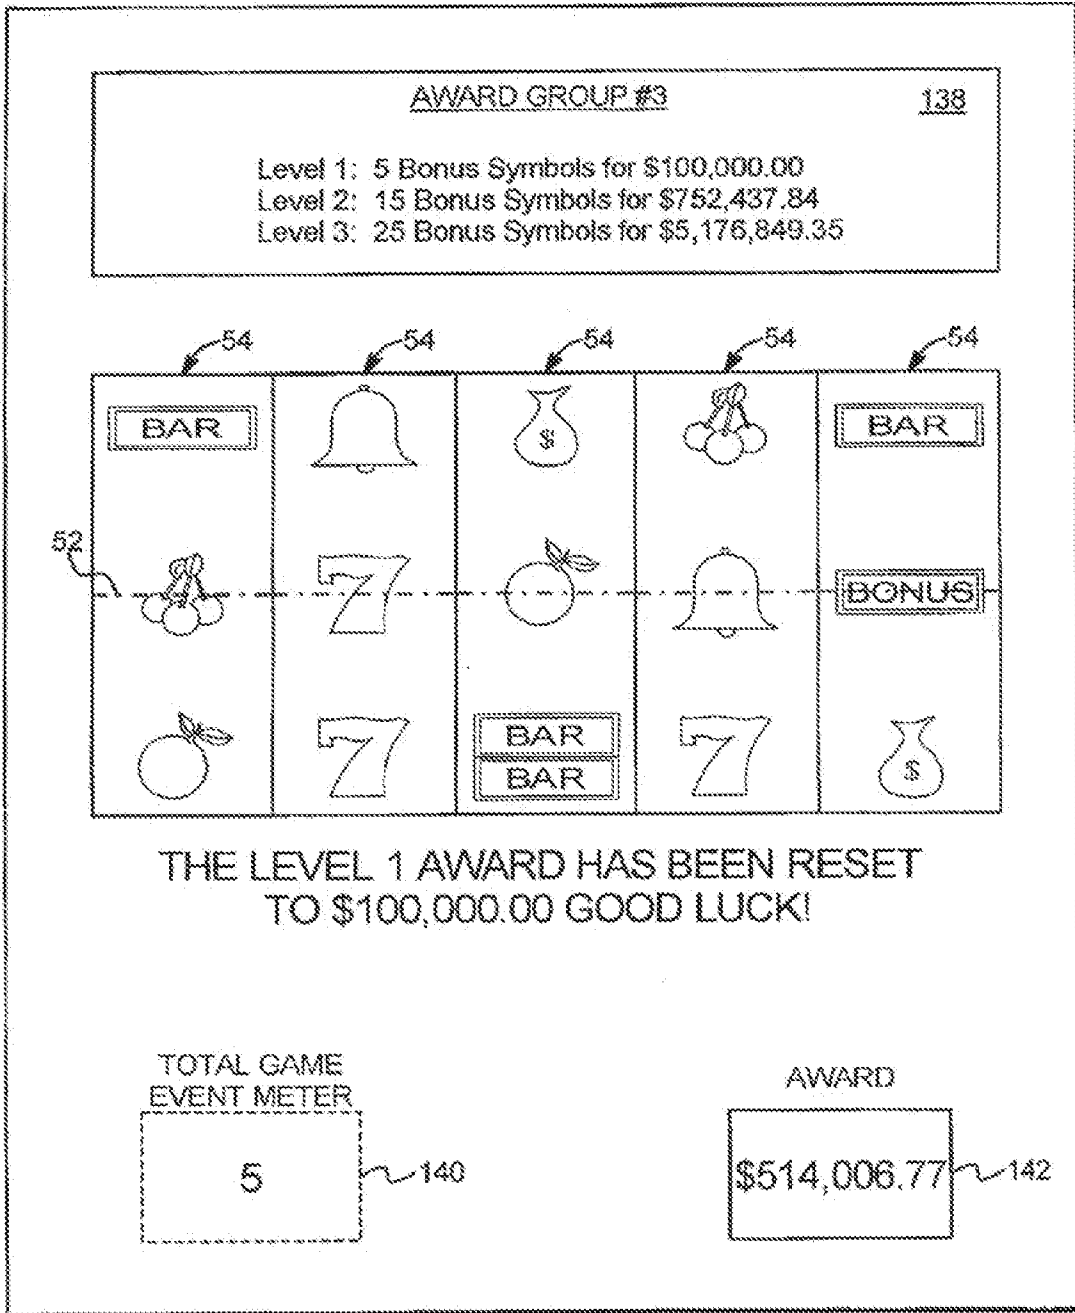 AWARD GROUP #3
138
Level 1: 5 Bonus Symbols for $100,000.00
Level 2: 15 Bonus Symbols for $752,437.84
Level 3: 25 Bonus Symbols for $5,176,849.35
54 54 54 54 54
BAR $ BAR
52
7 BONUS
7 BAR 7 $
BAR
THE LEVEL 1 AWARD HAS BEEN RESET
TO $100,000.00 GOOD LUCK!
TOTAL GAME
EVENT METER
5
140
AWARD
$514,006.77
142